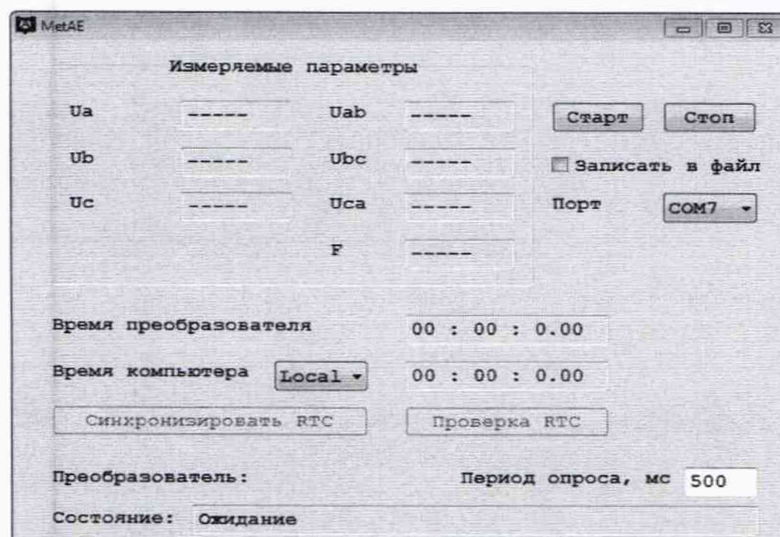 MetAE
Измеряемые параметры
Ua ----- Uab ----- Старт Стоп
Ub ----- Ubc ----- Записать в файл
Uc ----- Uca ----- Порт COM7
F -----
Время преобразователя 00 : 00 : 0.00
Время компьютера Local 00 : 00 : 0.00
Синхронизировать RTC Проверка RTC
Преобразователь: Период опроса, мс 500
Состояние: Ожидание